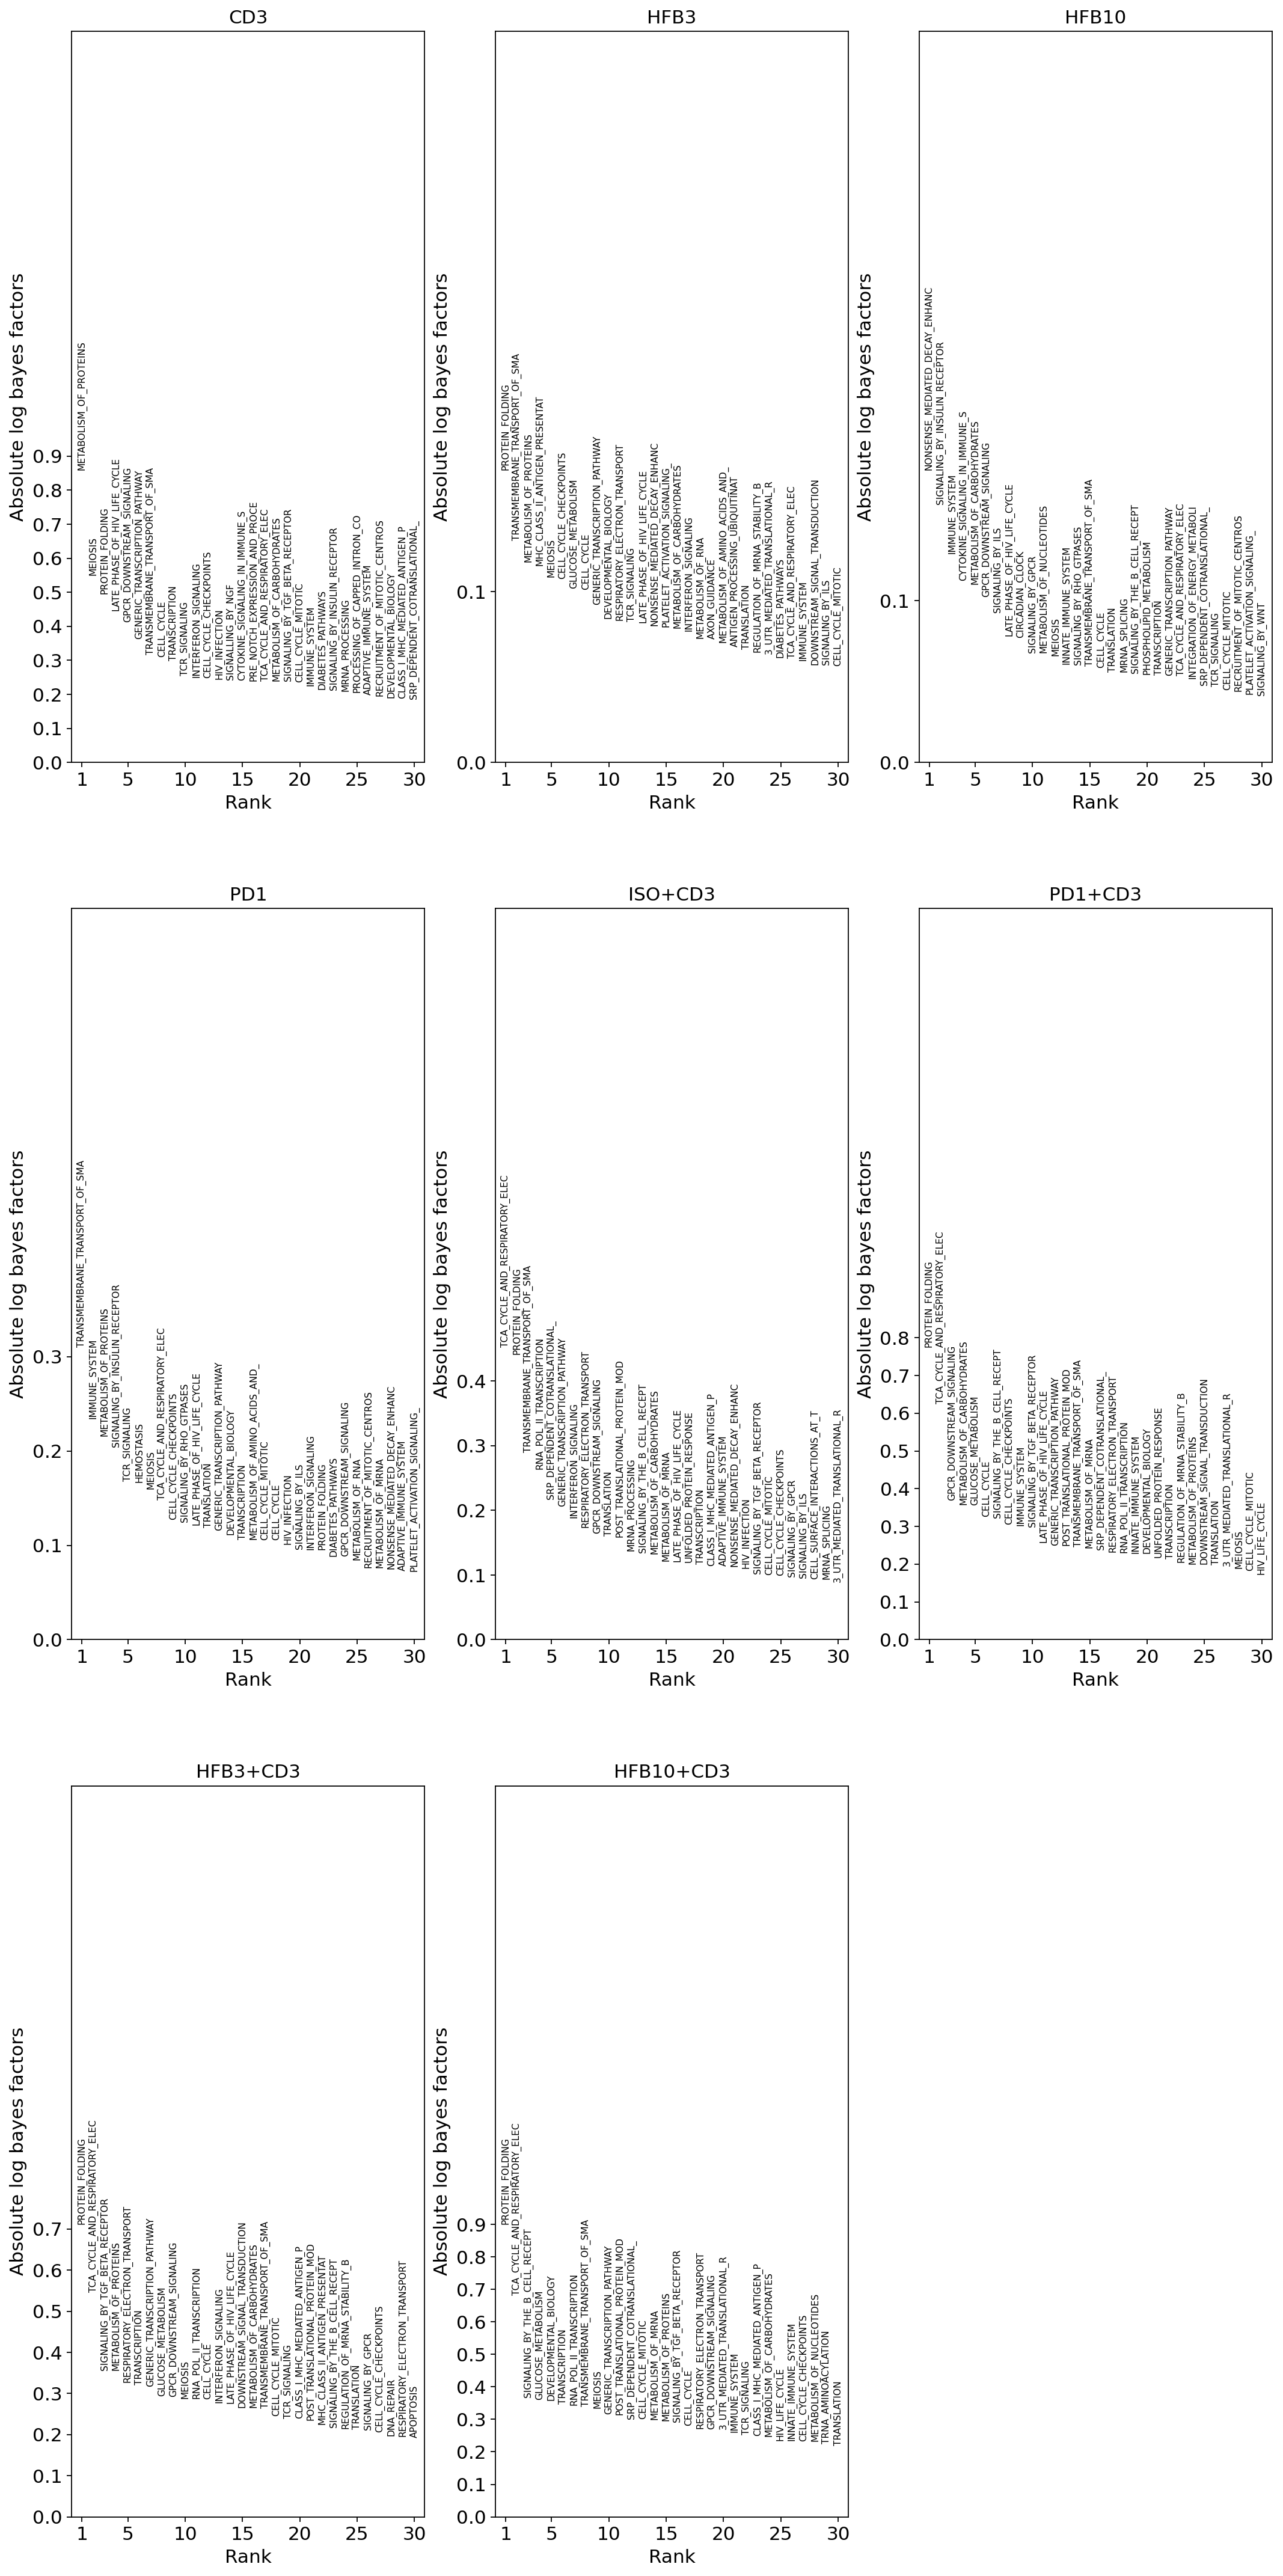 CD3
Absolute log bayes factors
0.9
0.8
0.7
0.6
0.5
0.4
0.3
0.2
0.1
0.0
METABOLISM_OF_PROTEINS
MEIOSIS
PROTEIN_FOLDING
LATE_PHASE_OF_HIV_LIFE_CYCLE
GPCR_DOWNSTREAM_SIGNALING
GENERIC_TRANSCRIPTION_PATHWAY
TRANSMEMBRANE_TRANSPORT_OF_SMA
CELL_CYCLE
TRANSCRIPTION
TCR_SIGNALING
INTERFERON_SIGNALING
CELL_CYCLE_CHECKPOINTS
HIV_INFECTION
SIGNALLING_BY_NGF
CYTOKINE_SIGNALING_IN_IMMUNE_S
PRE_NOTCH_EXPRESSION_AND_PROCE
TCA_CYCLE_AND_RESPIRATORY_ELEC
METABOLISM_OF_CARBOHYDRATES
SIGNALING_BY_TGF_BETA_RECEPTOR
CELL_CYCLE_MITOTIC
IMMUNE_SYSTEM
DIABETES_PATHWAYS
SIGNALING_BY_INSULIN_RECEPTOR
MRNA_PROCESSING
PROCESSING_OF_CAPPED_INTRON_CO
ADAPTIVE_IMMUNE_SYSTEM
RECRUITMENT_OF_MITOTIC_CENTROS
DEVELOPMENTAL_BIOLOGY
CLASS_I_MHC_MEDIATED_ANTIGEN_P
SRP_DEPENDENT_COTRANSLATIONAL_
1 5 10 15 20 25 30
Rank
HFB3
Absolute log bayes factors
0.1
0.0
PROTEIN_FOLDING
TRANSMEMBRANE_TRANSPORT_OF_SMA
METABOLISM_OF_PROTEINS
MHC_CLASS_II_ANTIGEN_PRESENTAT
MEIOSIS
CELL_CYCLE_CHECKPOINTS
GLUCOSE_METABOLISM
CELL_CYCLE
GENERIC_TRANSCRIPTION_PATHWAY
DEVELOPMENTAL_BIOLOGY
RESPIRATORY_ELECTRON_TRANSPORT
TCR_SIGNALING
LATE_PHASE_OF_HIV_LIFE_CYCLE
NONSENSE_MEDIATED_DECAY_ENHANC
PLATELET_ACTIVATION_SIGNALING_
METABOLISM_OF_CARBOHYDRATES
INTERFERON_SIGNALING
METABOLISM_OF_RNA
AXON_GUIDANCE
METABOLISM_OF_AMINO_ACIDS_AND_
ANTIGEN_PROCESSING_UBIQUITINAT_
TRANSLATION
REGULATION_OF_MRNA_STABILITY_B
3_UTR_MEDIATED_TRANSLATIONAL_R
DIABETES_PATHWAYS
TCA_CYCLE_AND_RESPIRATORY_ELEC
IMMUNE_SYSTEM
DOWNSTREAM_SIGNAL_TRANSDUCTION
SIGNALING_BY_ILS
CELL_CYCLE_MITOTIC
1 5 10 15 20 25 30
Rank
HFB10
Absolute log bayes factors
0.1
0.0
NONSENSE_MEDIATED_DECAY_ENHANC
SIGNALING_BY_INSULIN_RECEPTOR
IMMUNE_SYSTEM
CYTOKINE_SIGNALING_IN_IMMUNE_S
METABOLISM_OF_CARBOHYDRATES
GPCR_DOWNSTREAM_SIGNALING
SIGNALING_BY_ILS
LATE_PHASE_OF_HIV_LIFE_CYCLE
CIRCADIAN_CLOCK
SIGNALING_BY_GPCR
METABOLISM_OF_NUCLEOTIDES
MEIOSIS
INNATE_IMMUNE_SYSTEM
SIGNALING_BY_RHO_GTPASES
TRANSMEMBRANE_TRANSPORT_OF_SMA
CELL_CYCLE
TRANSLATION
MRNA_SPLICING
SIGNALING_BY_THE_B_CELL_RECEPT
PHOSPHOLIPID_METABOLISM
TRANSCRIPTION
GENERIC_TRANSCRIPTION_PATHWAY
TCA_CYCLE_AND_RESPIRATORY_ELEC
INTEGRATION_OF_ENERGY_METABOLI
SRP_DEPENDENT_COTRANSLATIONAL_
TCR_SIGNALING
CELL_CYCLE_MITOTIC
RECRUITMENT_OF_MITOTIC_CENTROS
PLATELET_ACTIVATION_SIGNALING_
SIGNALING_BY_WNT
1 5 10 15 20 25 30
Rank
PD1
Absolute log bayes factors
0.3
0.2
0.1
0.0
TRANSMEMBRANE_TRANSPORT_OF_SMA
IMMUNE_SYSTEM
METABOLISM_OF_PROTEINS
SIGNALING_BY_INSULIN_RECEPTOR
TCR_SIGNALING
HEMOSTASIS
MEIOSIS
TCA_CYCLE_AND_RESPIRATORY_ELEC
CELL_CYCLE_CHECKPOINTS
SIGNALING_BY_RHO_GTPASES
LATE_PHASE_OF_HIV_LIFE_CYCLE
TRANSLATION
GENERIC_TRANSCRIPTION_PATHWAY
DEVELOPMENTAL_BIOLOGY
TRANSCRIPTION
METABOLISM_OF_AMINO_ACIDS_AND_
CELL_CYCLE_MITOTIC
CELL_CYCLE
HIV_INFECTION
SIGNALING_BY_ILS
INTERFERON_SIGNALING
PROTEIN_FOLDING
DIABETES_PATHWAYS
GPCR_DOWNSTREAM_SIGNALING
METABOLISM_OF_RNA
RECRUITMENT_OF_MITOTIC_CENTROS
METABOLISM_OF_MRNA
NONSENSE_MEDIATED_DECAY_ENHANC
ADAPTIVE_IMMUNE_SYSTEM
PLATELET_ACTIVATION_SIGNALING_
1 5 10 15 20 25 30
Rank
ISO+CD3
Absolute log bayes factors
0.4
0.3
0.2
0.1
0.0
TCA_CYCLE_AND_RESPIRATORY_ELEC
PROTEIN_FOLDING
TRANSMEMBRANE_TRANSPORT_OF_SMA
RNA_POL_II_TRANSCRIPTION
SRP_DEPENDENT_COTRANSLATIONAL_
GENERIC_TRANSCRIPTION_PATHWAY
INTERFERON_SIGNALING
RESPIRATORY_ELECTRON_TRANSPORT
GPCR_DOWNSTREAM_SIGNALING
TRANSLATION
POST_TRANSLATIONAL_PROTEIN_MOD
MRNA_PROCESSING
SIGNALING_BY_THE_B_CELL_RECEPT
METABOLISM_OF_CARBOHYDRATES
METABOLISM_OF_MRNA
LATE_PHASE_OF_HIV_LIFE_CYCLE
UNFOLDED_PROTEIN_RESPONSE
TRANSCRIPTION
CLASS_I_MHC_MEDIATED_ANTIGEN_P
ADAPTIVE_IMMUNE_SYSTEM
NONSENSE_MEDIATED_DECAY_ENHANC
HIV_INFECTION
SIGNALING_BY_TGF_BETA_RECEPTOR
CELL_CYCLE_MITOTIC
CELL_CYCLE_CHECKPOINTS
SIGNALING_BY_GPCR
SIGNALING_BY_ILS
CELL_SURFACE_INTERACTIONS_AT_T
MRNA_SPLICING
3_UTR_MEDIATED_TRANSLATIONAL_R
1 5 10 15 20 25 30
Rank
PD1+CD3
Absolute log bayes factors
0.8
0.7
0.6
0.5
0.4
0.3
0.2
0.1
0.0
PROTEIN_FOLDING
TCA_CYCLE_AND_RESPIRATORY_ELEC
GPCR_DOWNSTREAM_SIGNALING
METABOLISM_OF_CARBOHYDRATES
GLUCOSE_METABOLISM
CELL_CYCLE
SIGNALING_BY_THE_B_CELL_RECEPT
CELL_CYCLE_CHECKPOINTS
IMMUNE_SYSTEM
SIGNALING_BY_TGF_BETA_RECEPTOR
LATE_PHASE_OF_HIV_LIFE_CYCLE
GENERIC_TRANSCRIPTION_PATHWAY
POST_TRANSLATIONAL_PROTEIN_MOD
TRANSMEMBRANE_TRANSPORT_OF_SMA
METABOLISM_OF_MRNA
SRP_DEPENDENT_COTRANSLATIONAL_
RESPIRATORY_ELECTRON_TRANSPORT
RNA_POL_II_TRANSCRIPTION
INNATE_IMMUNE_SYSTEM
DEVELOPMENTAL_BIOLOGY
UNFOLDED_PROTEIN_RESPONSE
TRANSCRIPTION
REGULATION_OF_MRNA_STABILITY_B
METABOLISM_OF_PROTEINS
DOWNSTREAM_SIGNAL_TRANSDUCTION
TRANSLATION
3_UTR_MEDIATED_TRANSLATIONAL_R
MEIOSIS
CELL_CYCLE_MITOTIC
HIV_LIFE_CYCLE
1 5 10 15 20 25 30
Rank
HFB3+CD3
Absolute log bayes factors
0.7
0.6
0.5
0.4
0.3
0.2
0.1
0.0
PROTEIN_FOLDING
TCA_CYCLE_AND_RESPIRATORY_ELEC
SIGNALING_BY_TGF_BETA_RECEPTOR
METABOLISM_OF_PROTEINS
RESPIRATORY_ELECTRON_TRANSPORT
TRANSCRIPTION
GENERIC_TRANSCRIPTION_PATHWAY
GLUCOSE_METABOLISM
GPCR_DOWNSTREAM_SIGNALING
MEIOSIS
RNA_POL_II_TRANSCRIPTION
CELL_CYCLE
INTERFERON_SIGNALING
LATE_PHASE_OF_HIV_LIFE_CYCLE
DOWNSTREAM_SIGNAL_TRANSDUCTION
METABOLISM_OF_CARBOHYDRATES
TRANSMEMBRANE_TRANSPORT_OF_SMA
CELL_CYCLE_MITOTIC
TCR_SIGNALING
CLASS_I_MHC_MEDIATED_ANTIGEN_P
POST_TRANSLATIONAL_PROTEIN_MOD
MHC_CLASS_II_ANTIGEN_PRESENTAT
SIGNALING_BY_THE_B_CELL_RECEPT
REGULATION_OF_MRNA_STABILITY_B
TRANSLATION
SIGNALING_BY_GPCR
CELL_CYCLE_CHECKPOINTS
DNA_REPAIR
RESPIRATORY_ELECTRON_TRANSPORT
APOPTOSIS
1 5 10 15 20 25 30
Rank
HFB10+CD3
Absolute log bayes factors
0.9
0.8
0.7
0.6
0.5
0.4
0.3
0.2
0.1
0.0
PROTEIN_FOLDING
TCA_CYCLE_AND_RESPIRATORY_ELEC
SIGNALING_BY_THE_B_CELL_RECEPT
GLUCOSE_METABOLISM
DEVELOPMENTAL_BIOLOGY
TRANSCRIPTION
RNA_POL_II_TRANSCRIPTION
TRANSMEMBRANE_TRANSPORT_OF_SMA
MEIOSIS
GENERIC_TRANSCRIPTION_PATHWAY
POST_TRANSLATIONAL_PROTEIN_MOD
SRP_DEPENDENT_COTRANSLATIONAL_
CELL_CYCLE_MITOTIC
METABOLISM_OF_MRNA
METABOLISM_OF_PROTEINS
SIGNALING_BY_TGF_BETA_RECEPTOR
CELL_CYCLE
RESPIRATORY_ELECTRON_TRANSPORT
GPCR_DOWNSTREAM_SIGNALING
3_UTR_MEDIATED_TRANSLATIONAL_R
IMMUNE_SYSTEM
TCR_SIGNALING
CLASS_I_MHC_MEDIATED_ANTIGEN_P
METABOLISM_OF_CARBOHYDRATES
HIV_LIFE_CYCLE
INNATE_IMMUNE_SYSTEM
CELL_CYCLE_CHECKPOINTS
METABOLISM_OF_NUCLEOTIDES
TRNA_AMINOACYLATION
TRANSLATION
1 5 10 15 20 25 30
Rank